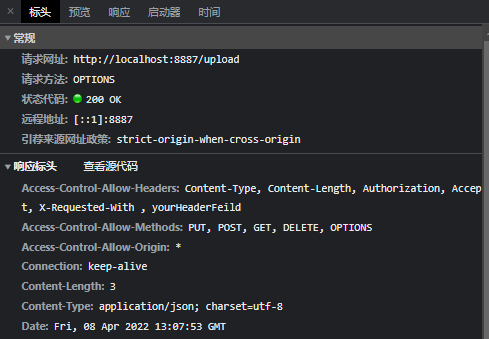 × 标头 预览 响应 启动器 时间
▼常规
请求网址: http://localhost:8887/upload
请求方法: OPTIONS
状态代码: 200 OK
远程地址: [::1]:8887
引荐来源网址政策: strict-origin-when-cross-origin
▼响应标头 查看源代码
Access-Control-Allow-Headers: Content-Type, Content-Length, Authorization, Accep
t, X-Requested-With , yourHeaderFeild
Access-Control-Allow-Methods: PUT, POST, GET, DELETE, OPTIONS
Access-Control-Allow-Origin: *
Connection: keep-alive
Content-Length: 3
Content-Type: application/json; charset=utf-8
Date: Fri, 08 Apr 2022 13:07:53 GMT